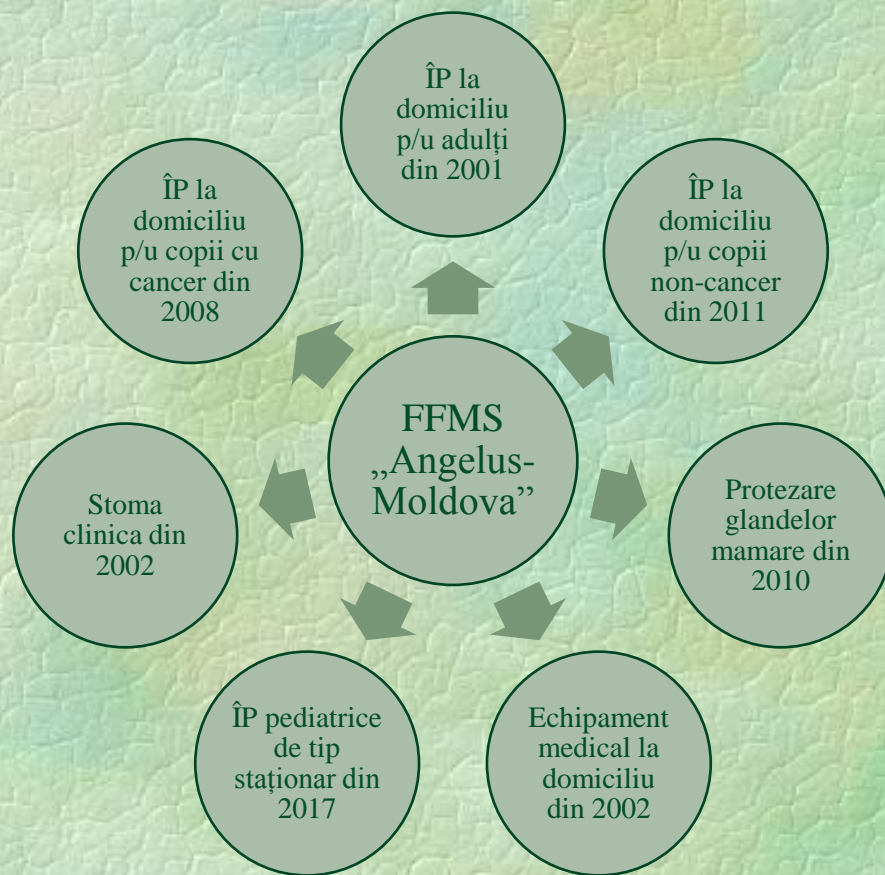 ÎP la
domiciliu
p/u adulți
din 2001
ÎP la
domiciliu
p/u copii
non-cancer
din 2011
Protezare
glandelor
mamare din
2010
Echipament
medical la
domiciliu
din 2002
ÎP pediatrice
de tip
staționar din
2017
Stoma
clinica din
2002
ÎP la
domiciliu
p/u copii cu
cancer din
2008
FFMS
„Angelus-
Moldova”